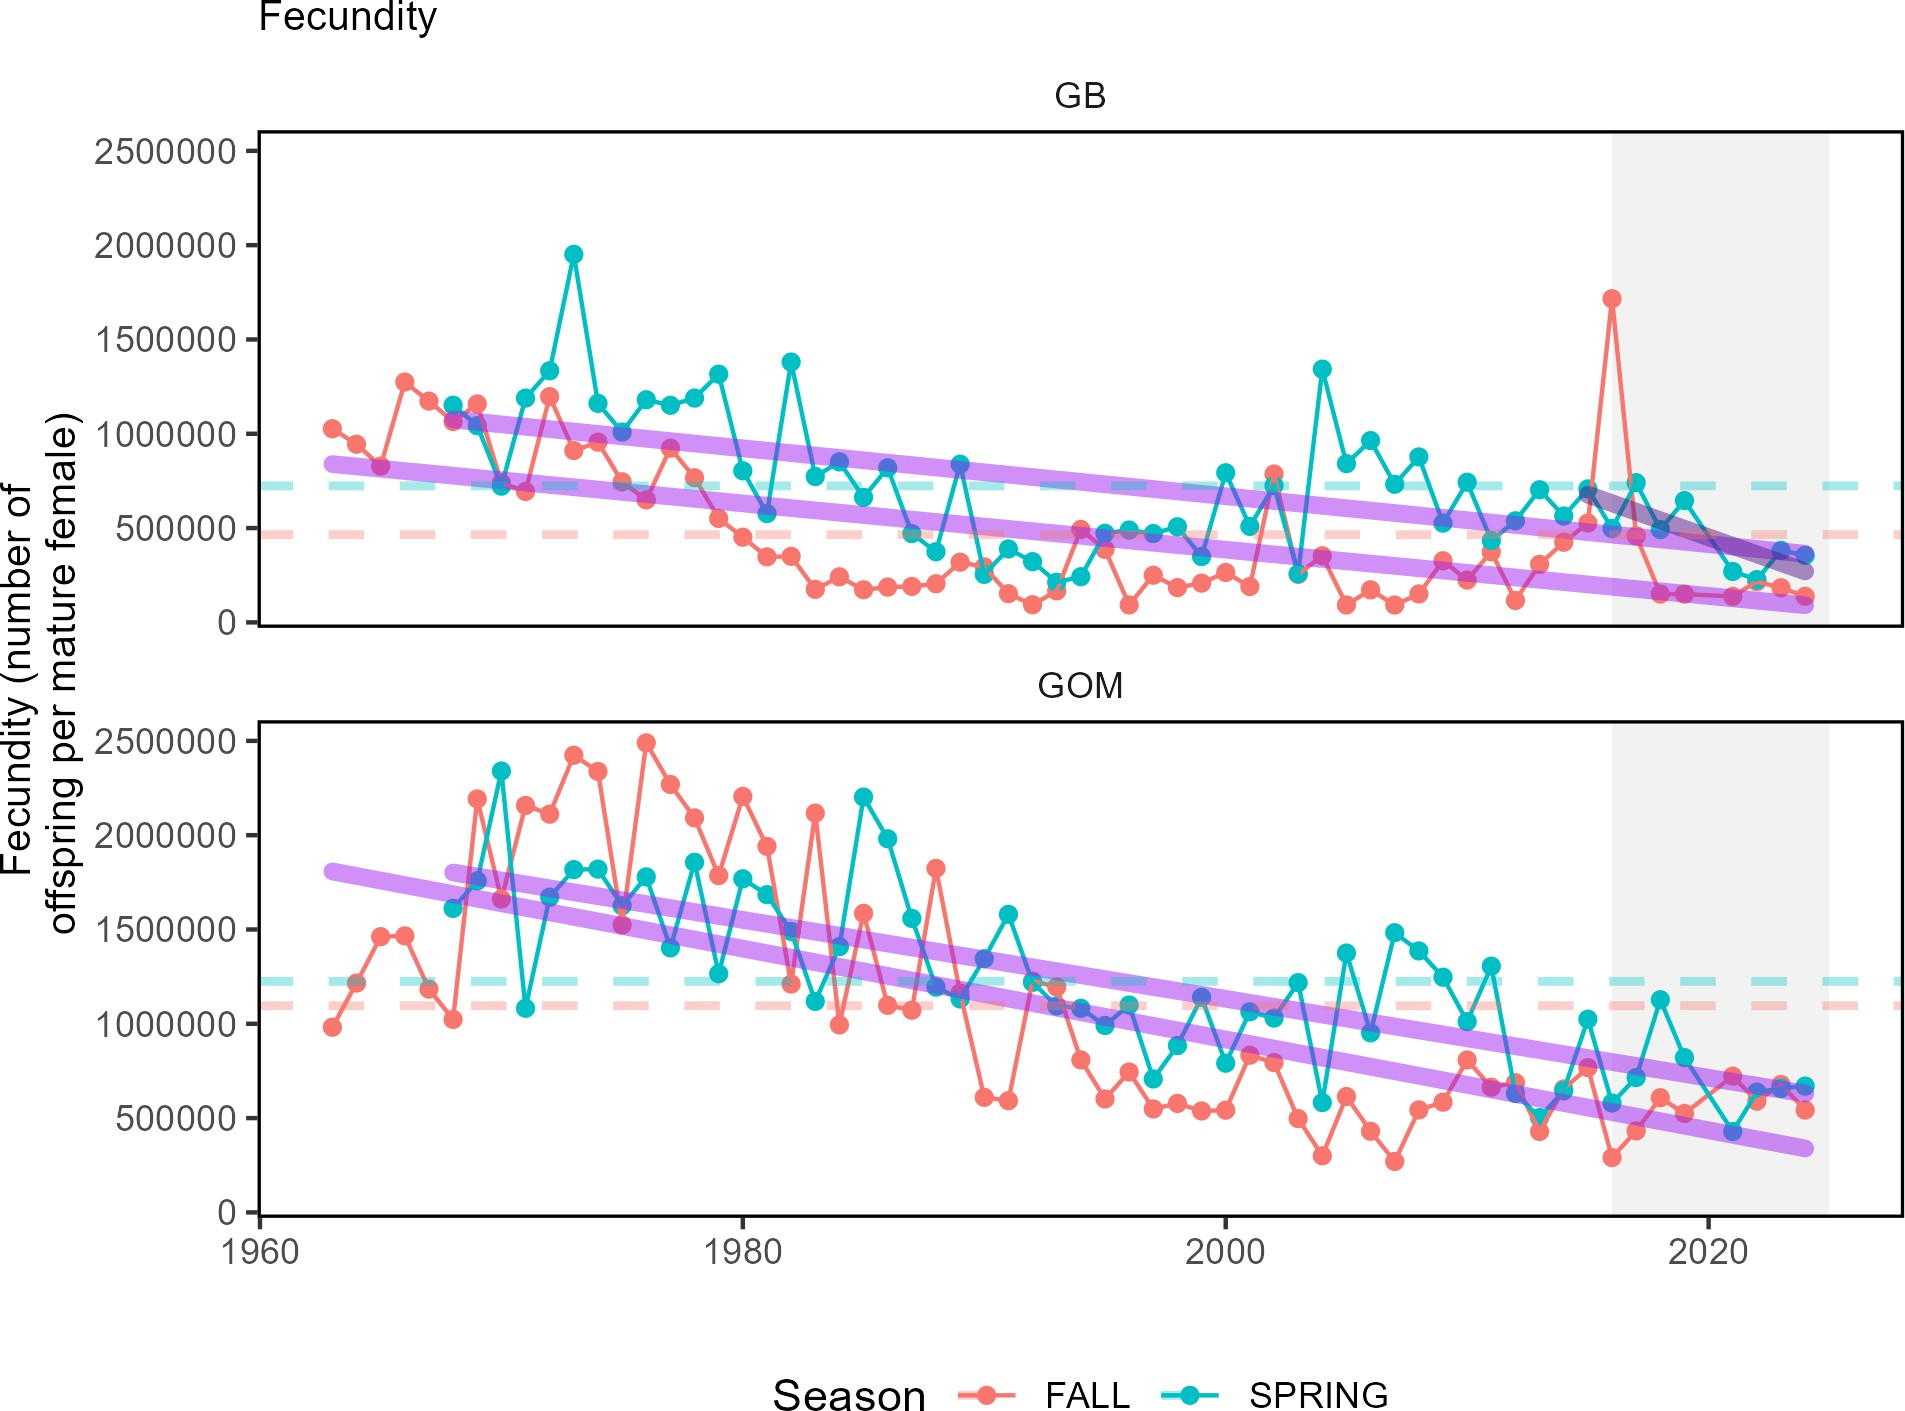 Fecundity
GB
2500000
2000000
1500000
1000000
500000
0
Fecundity (number of
offspring per mature female)
GOM
2500000
2000000
1500000
1000000
500000
0
1960 1980 2000 2020
Season FALL SPRING